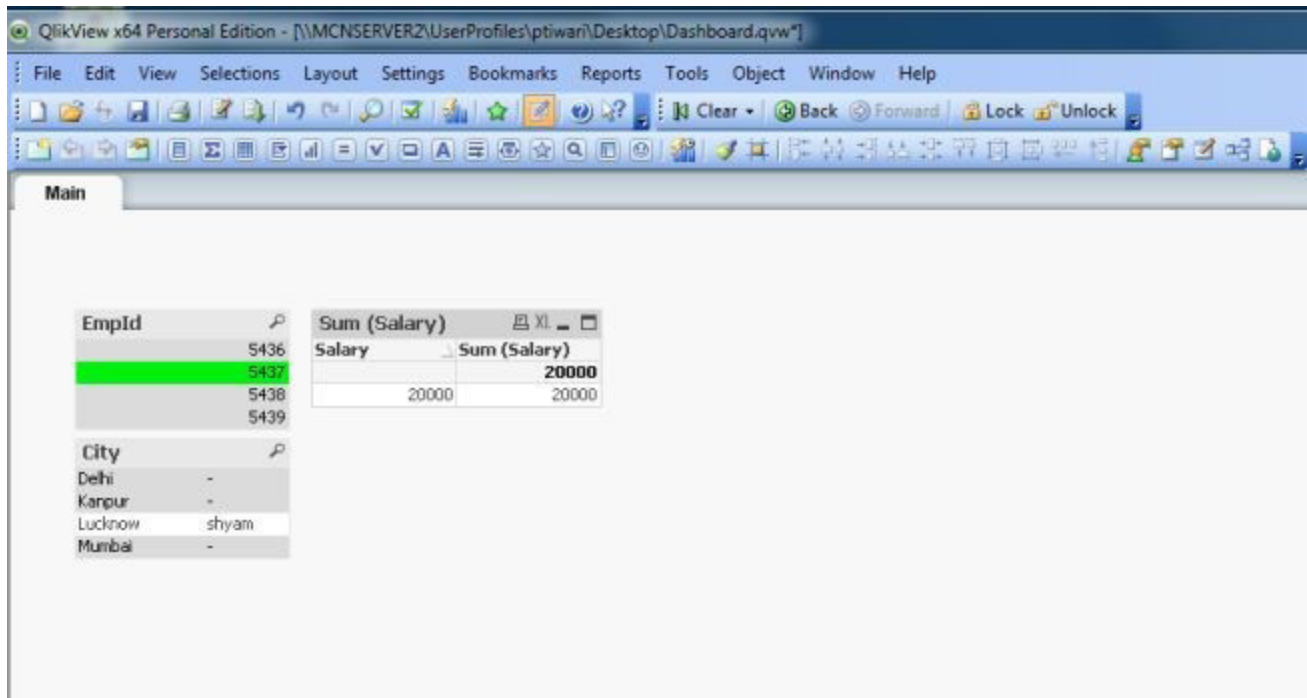 QlikView x64 Personal Edition - [\\MCNSERVER2\UserProfiles\ptiwari\Desktop\Dashboard.qvw*]
File Edit View Selections Layout Settings Bookmarks Reports Tools Object Window Help
Clear Back Forward Lock Unlock
Main
EmpId
5436
5437
5438
5439
Sum (Salary) XL
Salary Sum (Salary)
20000
20000 20000
City
Delhi -
Kanpur -
Lucknow shyam
Mumbai -